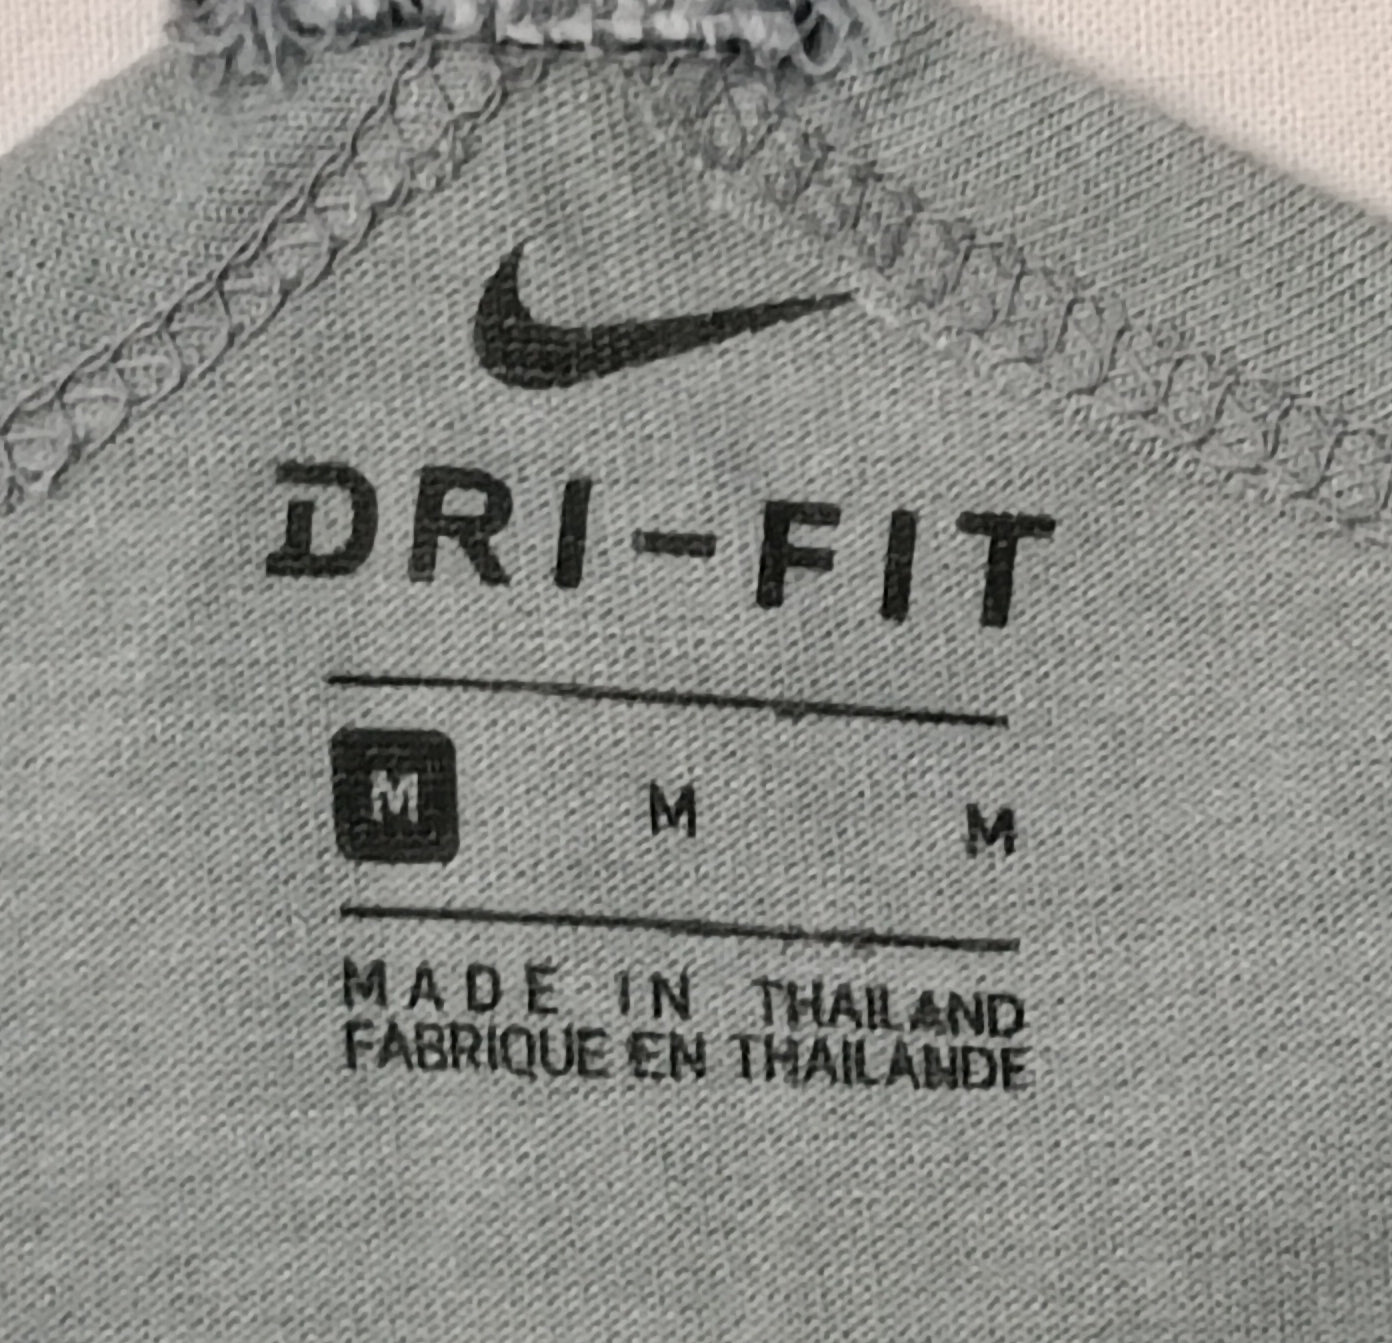 DRI-FIT
M M M
MADE IN THAILAND
FABRIQUE EN THAILANDE